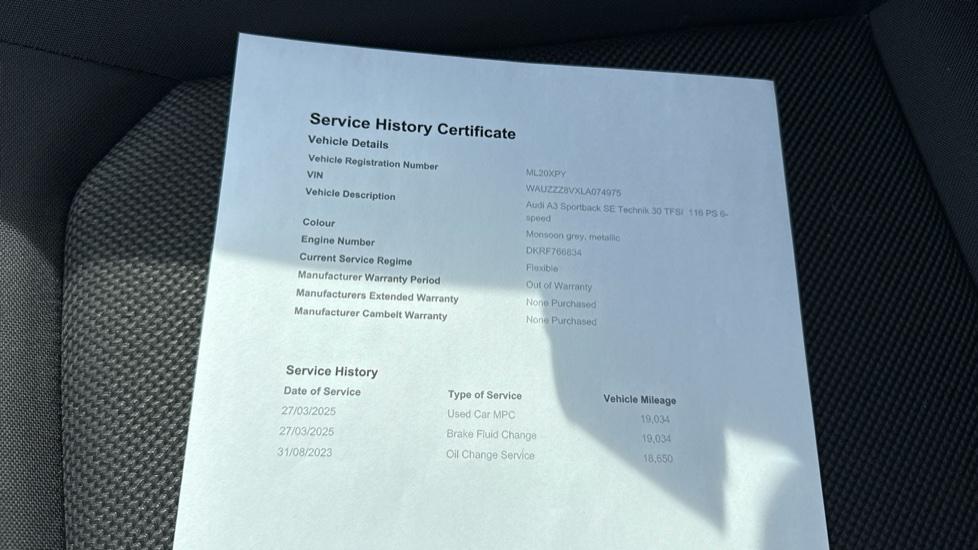 Service History Certificate
Vehicle Details
Vehicle Registration Number ML20XPY
VIN WAUZZZ8VXLA074975
Vehicle Description Audi A3 Sportback SE Technik 30 TFSI 116 PS 6-
speed
Colour Monsoon grey, metallic
Engine Number DKRF766834
Current Service Regime Flexible
Manufacturer Warranty Period Out of Warranty
Manufacturers Extended Warranty None Purchased
Manufacturer Cambelt Warranty None Purchased
Service History
Date of Service Type of Service Vehicle Mileage
27/03/2025 Used Car MPC 19,034
27/03/2025 Brake Fluid Change 19,034
31/08/2023 Oil Change Service 18,650